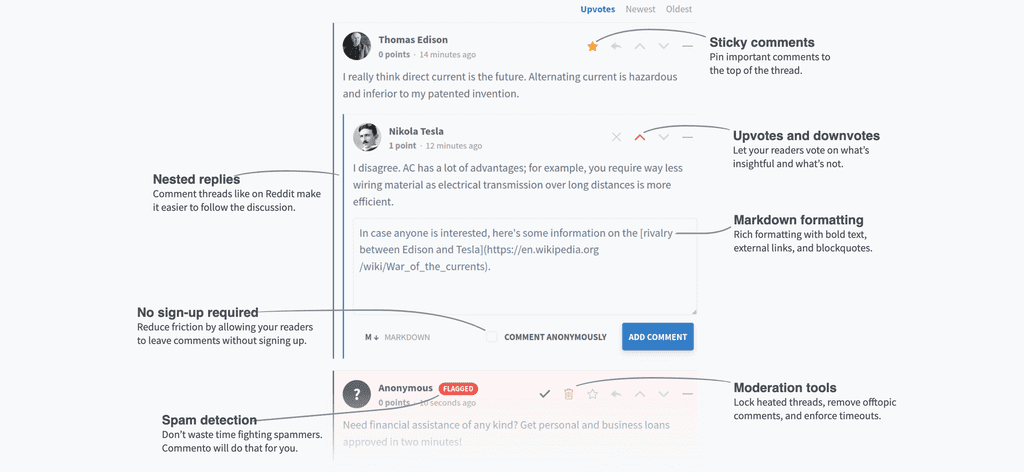 Upvotes Newest Oldest
Thomas Edison
0 points · 14 minutes ago
I really think direct current is the future. Alternating current is hazardous
and inferior to my patented invention.
Sticky comments
Pin important comments to
the top of the thread.
Nikola Tesla
1 point · 12 minutes ago
I disagree. AC has a lot of advantages; for example, you require way less
wiring material as electrical transmission over long distances is more
efficient.
Upvotes and downvotes
Let your readers vote on what's
insightful and what's not.
Nested replies
Comment threads like on Reddit make
it easier to follow the discussion.
In case anyone is interested, here's some information on the [rivalry
between Edison and Tesla](https://en.wikipedia.org
/wiki/War_of_the_currents).
Markdown formatting
Rich formatting with bold text,
external links, and blockquotes.
No sign-up required
Reduce friction by allowing your readers
to leave comments without signing up.
M MARKDOWN
COMMENT ANONYMOUSLY
ADD COMMENT
?
Anonymous FLAGGED
0 points · 10 seconds ago
Need financial assistance of any kind? Get personal and business loans
approved in two minutes!
Moderation tools
Lock heated threads, remove offtopic
comments, and enforce timeouts.
Spam detection
Don't waste time fighting spammers.
Commento will do that for you.